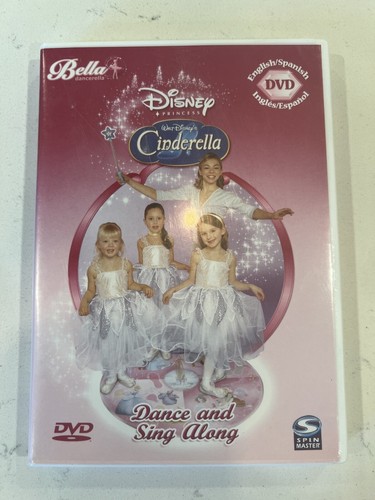 Bella
dancerella
English/Spanish
DVD
Inglés/Español
Disney
PRINCESS
WALT DISNEY'S
Cinderella
Dance and
Sing Along
DVD
S
SPIN
MASTER